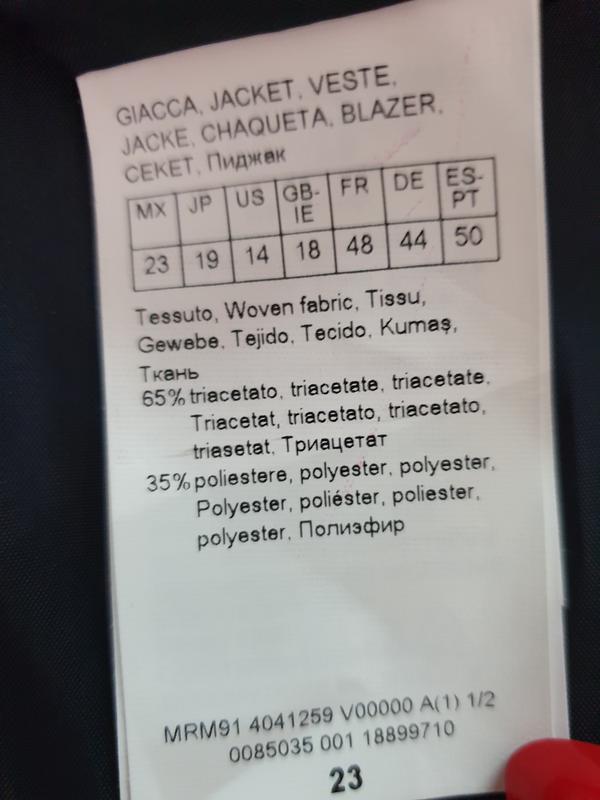 GIACCA, JACKET, VESTE,
JACKE, CHAQUETA, BLAZER,
CEKET, Пиджак
MX JP US GB-IE FR DE ES-PT
23 19 14 18 48 44 50
Tessuto, Woven fabric, Tissu,
Gewebe, Tejido, Tecido, Kumaş,
Ткань
65% triacetato, triacetate, triacetate,
Triacetat, triacetato, triacetato,
triasetat, Триацетат
35% poliestere, polyester, polyester,
Polyester, poliéster, poliester,
polyester, Полиэфир
MRM91 4041259 V00000 A(1) 1/2
0085035 001 18899710
23